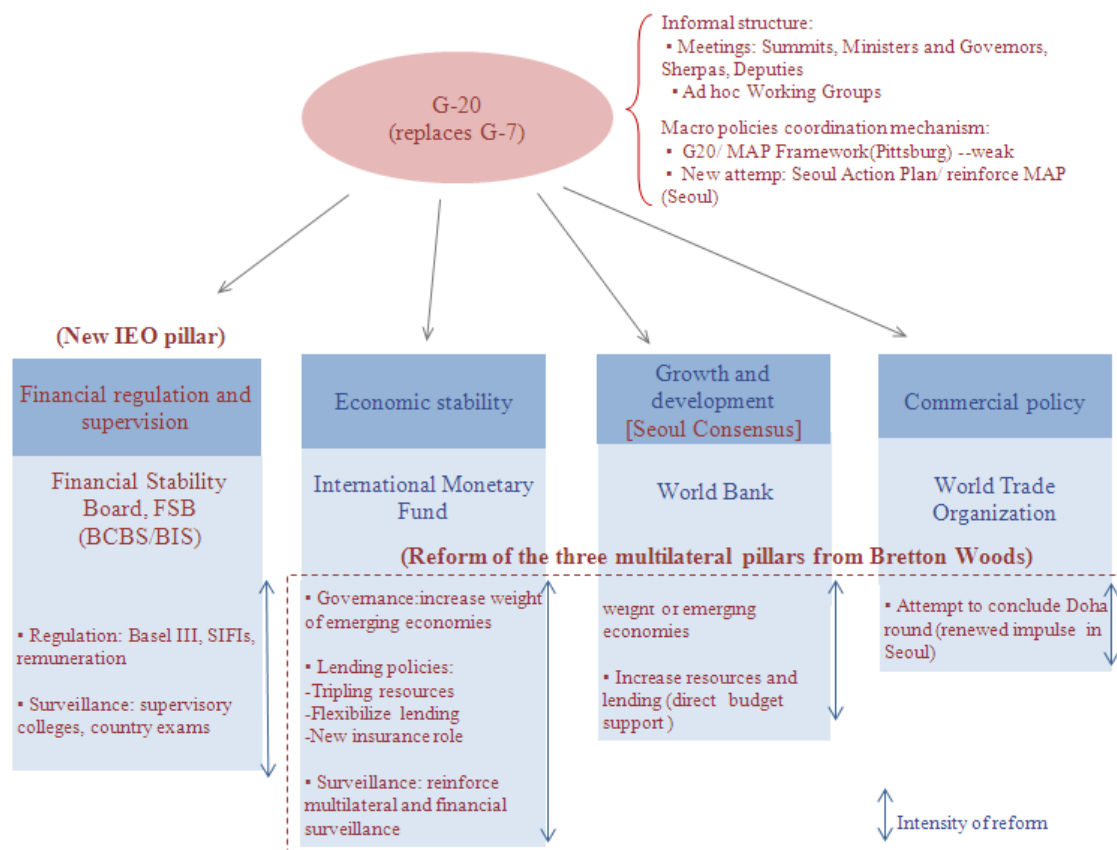 G-20
(replaces G-7)
Informal structure:
▪ Meetings: Summits, Ministers and Governors,
Sherpas, Deputies
▪ Ad hoc Working Groups
Macro policies coordination mechanism:
▪ G20/ MAP Framework(Pittsburg) --weak
▪ New attemp: Seoul Action Plan/ reinforce MAP
(Seoul)
(New IEO pillar)
Financial regulation and
supervision
Financial Stability
Board, FSB
(BCBS/BIS)
▪ Regulation: Basel III, SIFIs,
remuneration
▪ Surveillance: supervisory
colleges, country exams
Economic stability
International Monetary
Fund
(Reform of the three multilateral pillars from Bretton Woods)
▪ Governance:increase weight
of emerging economies
▪ Lending policies:
-Tripling resources
-Flexibilize lending
-New insurance role
▪ Surveillance: reinforce
multilateral and financial
surveillance
Growth and
development
[Seoul Consensus]
World Bank
weight of emerging
economies
▪ Increase resources and
lending (direct budget
support )
Commercial policy
World Trade
Organization
▪ Attempt to conclude Doha
round (renewed impulse in
Seoul)
Intensity of reform